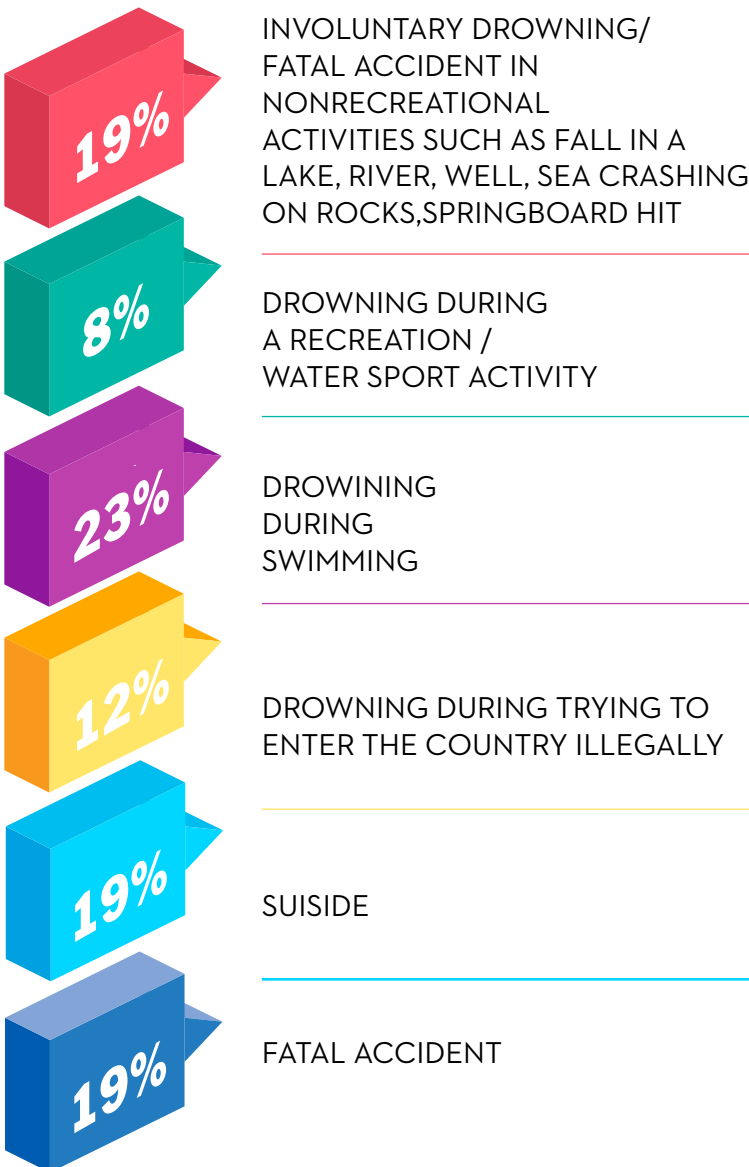 19%
INVOLUNTARY DROWNING/
FATAL ACCIDENT IN
NONRECREATIONAL
ACTIVITIES SUCH AS FALL IN A
LAKE, RIVER, WELL, SEA CRASHING
ON ROCKS,SPRINGBOARD HIT
8%
DROWNING DURING
A RECREATION /
WATER SPORT ACTIVITY
23%
DROWINING
DURING
SWIMMING
12%
DROWNING DURING TRYING TO
ENTER THE COUNTRY ILLEGALLY
19%
SUISIDE
19%
FATAL ACCIDENT